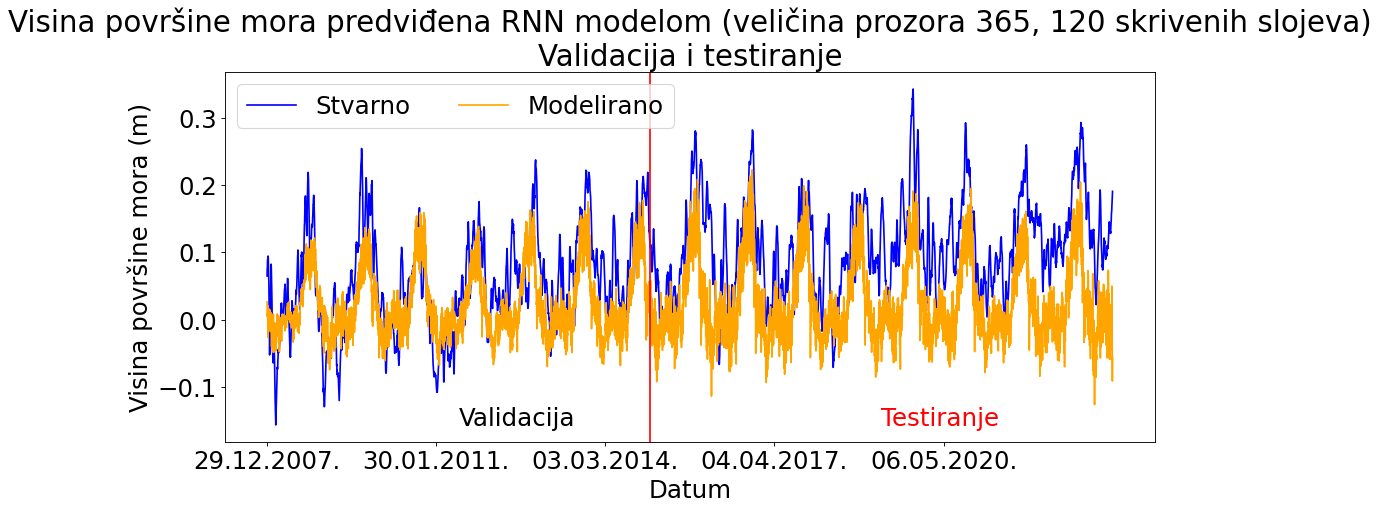 Visina površine mora predviđena RNN modelom (veličina prozora 365, 120 skrivenih slojeva)
Validacija i testiranje
Stvarno Modelirano
Visina površine mora (m)
0.3
0.2
0.1
0.0
−0.1
Validacija Testiranje
29.12.2007. 30.01.2011. 03.03.2014. 04.04.2017. 06.05.2020.
Datum